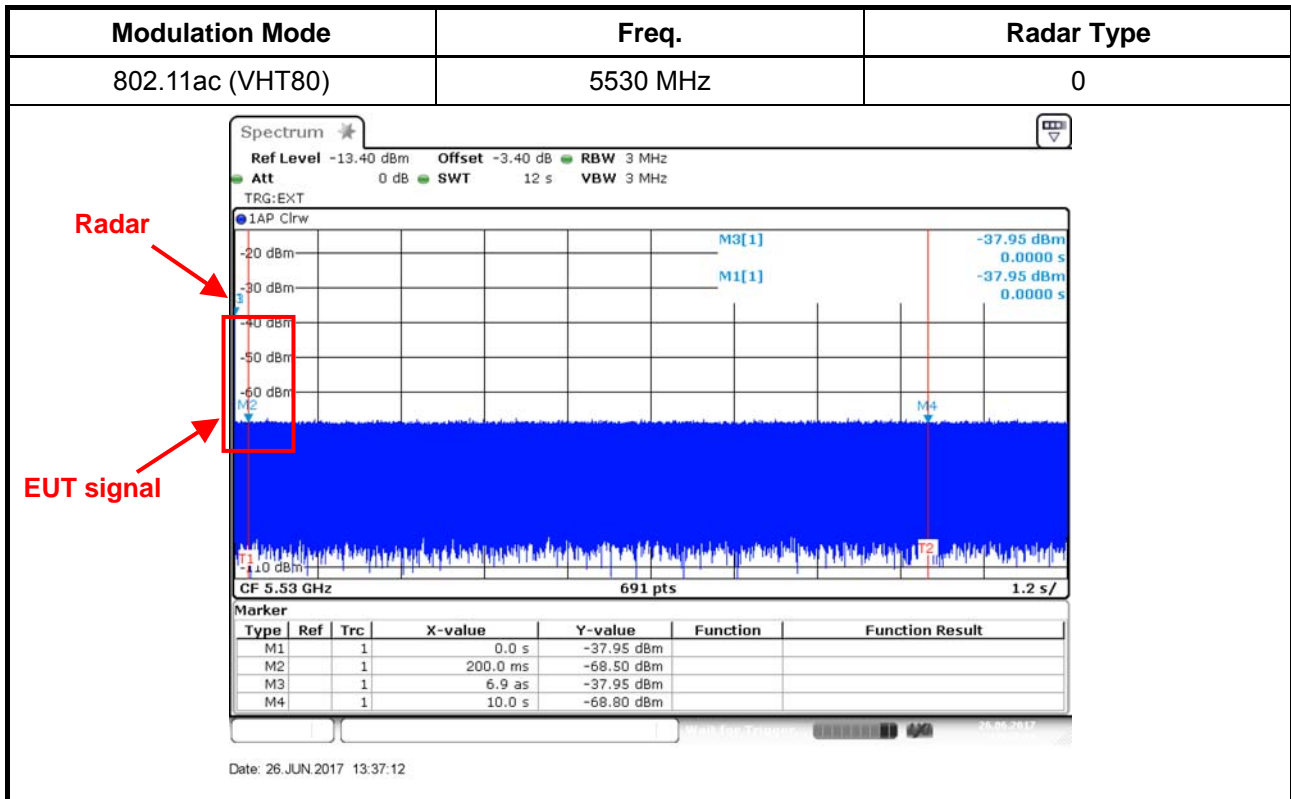 Modulation Mode Freq. Radar Type
802.11ac (VHT80) 5530 MHz 0
Spectrum
Ref Level -13.40 dBm Offset -3.40 dB RBW 3 MHz
Att 0 dB SWT 12 s VBW 3 MHz
TRG:EXT
1AP Clrw
Radar
M3[1] -37.95 dBm
-20 dBm
0.0000 s
M1[1] -37.95 dBm
-30 dBm
0.0000 s
-40 dBm
-50 dBm
-60 dBm
M2 M4
EUT signal
T1 T2
-110 dBm
CF 5.53 GHz 691 pts 1.2 s/
Marker
Type Ref Trc X-value Y-value Function Function Result
M1 1 0.0 s -37.95 dBm
M2 1 200.0 ms -68.50 dBm
M3 1 6.9 as -37.95 dBm
M4 1 10.0 s -68.80 dBm
Wait for Trigger... 26.06.2017
Date: 26.JUN.2017 13:37:12